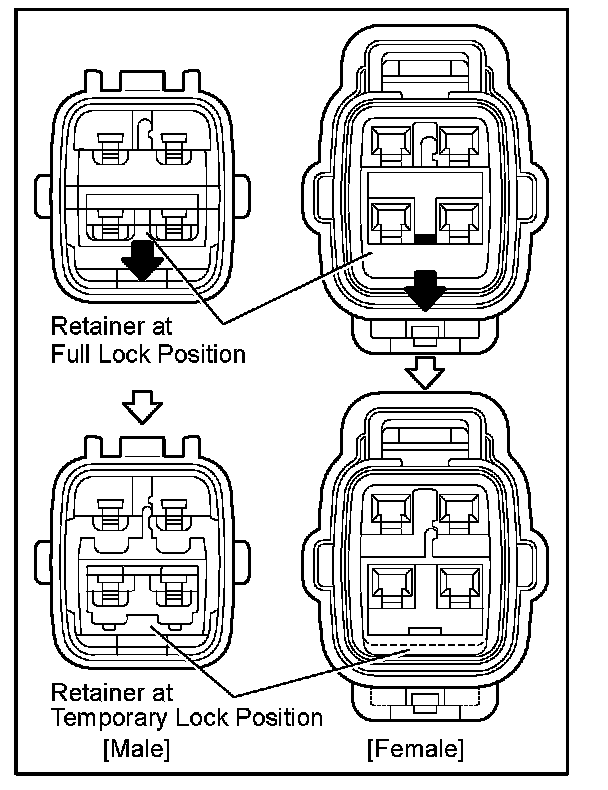 Retainer at
Full Lock Position
Retainer at
Temporary Lock Position
[Male]
[Female]